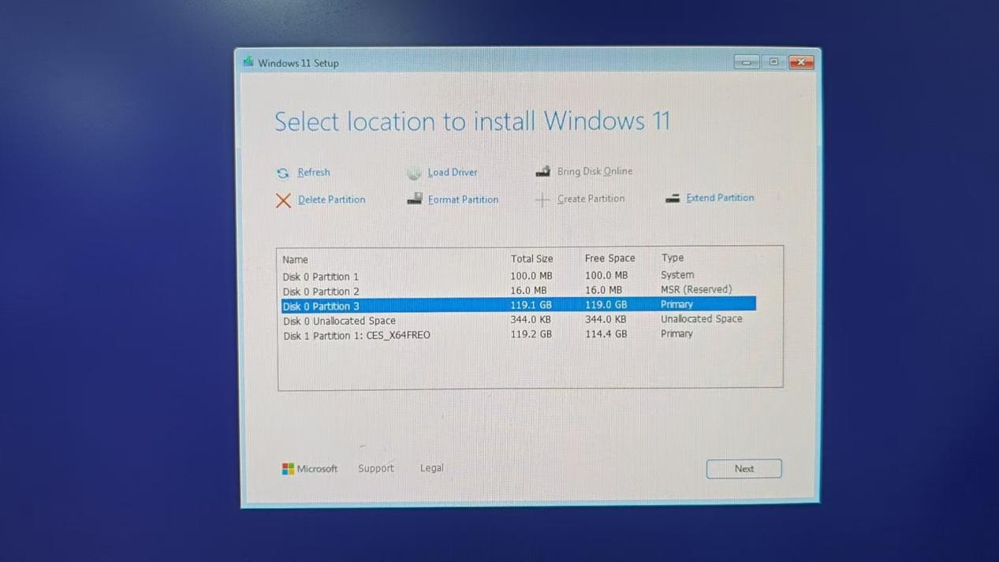 Windows 11 Setup
Select location to install Windows 11
Refresh Load Driver Bring Disk Online
Delete Partition Format Partition Create Partition Extend Partition
Name Total Size Free Space Type
Disk 0 Partition 1 100.0 MB 100.0 MB System
Disk 0 Partition 2 16.0 MB 16.0 MB MSR (Reserved)
Disk 0 Partition 3 119.1 GB 119.0 GB Primary
Disk 0 Unallocated Space 344.0 KB 344.0 KB Unallocated Space
Disk 1 Partition 1: CES_X64FREO 119.2 GB 114.4 GB Primary
Microsoft Support Legal Next